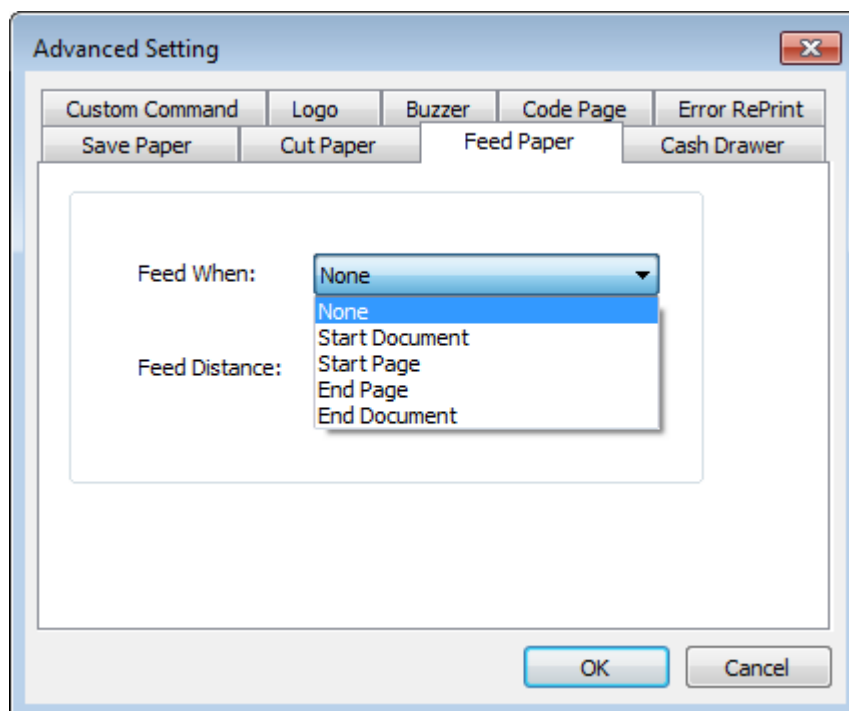 Advanced Setting
Custom Command Logo Buzzer Code Page Error RePrint
Save Paper Cut Paper Feed Paper Cash Drawer
Feed When: None
None
Start Document
Feed Distance: Start Page
End Page
End Document
OK Cancel